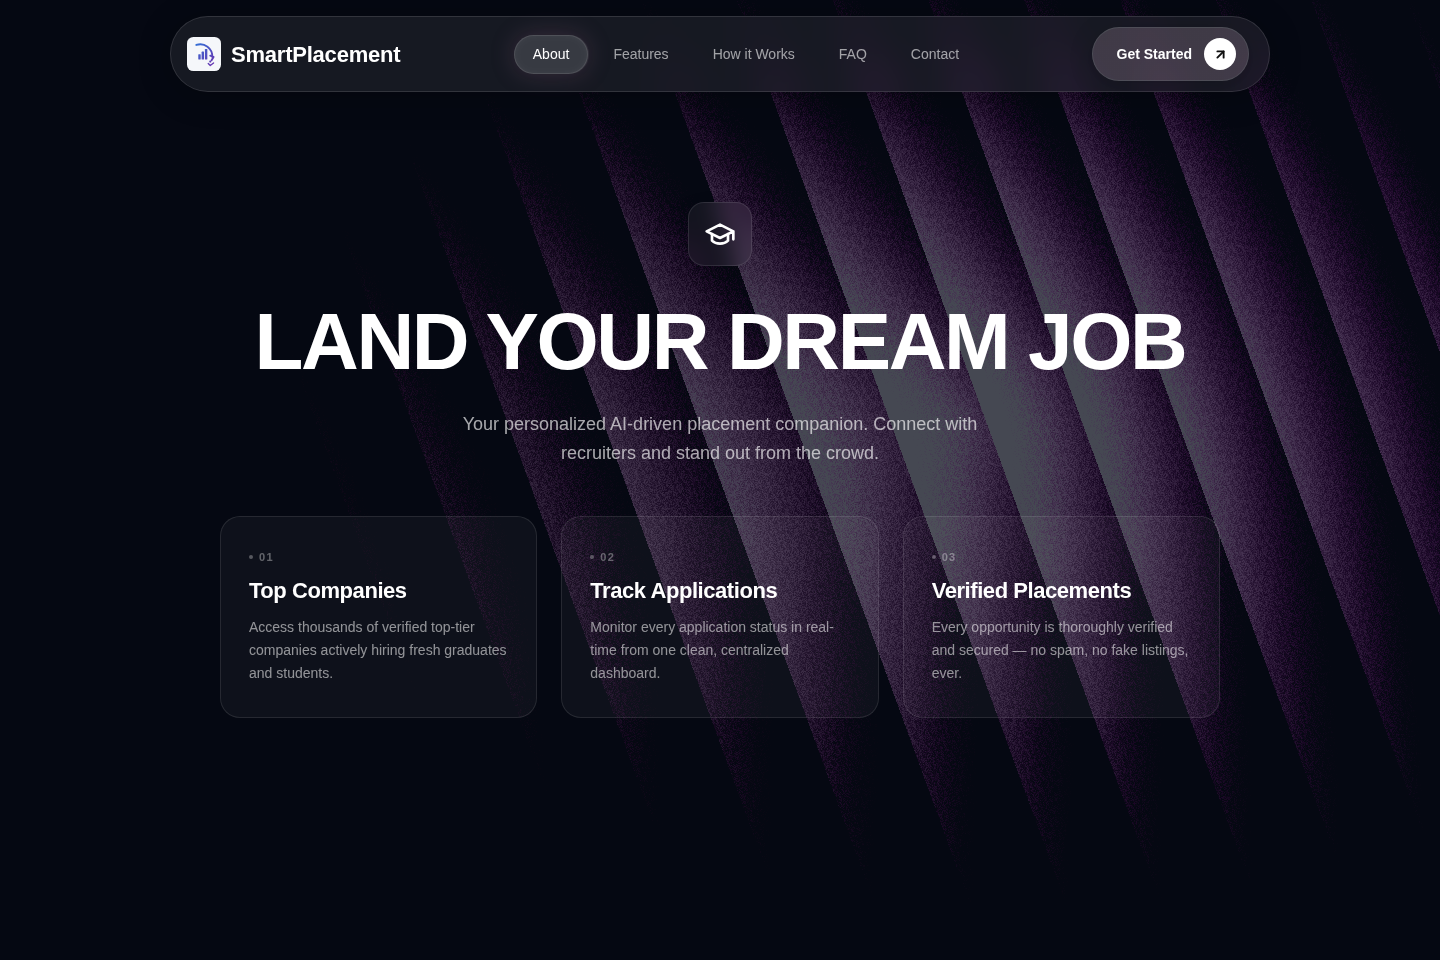 SmartPlacement
About
Features
How it Works
FAQ
Contact
Get Started
LAND YOUR DREAM JOB
Your personalized AI-driven placement companion. Connect with
recruiters and stand out from the crowd.
01
Top Companies
Access thousands of verified top-tier
companies actively hiring fresh graduates
and students.
02
Track Applications
Monitor every application status in real-
time from one clean, centralized
dashboard.
03
Verified Placements
Every opportunity is thoroughly verified
and secured — no spam, no fake listings,
ever.